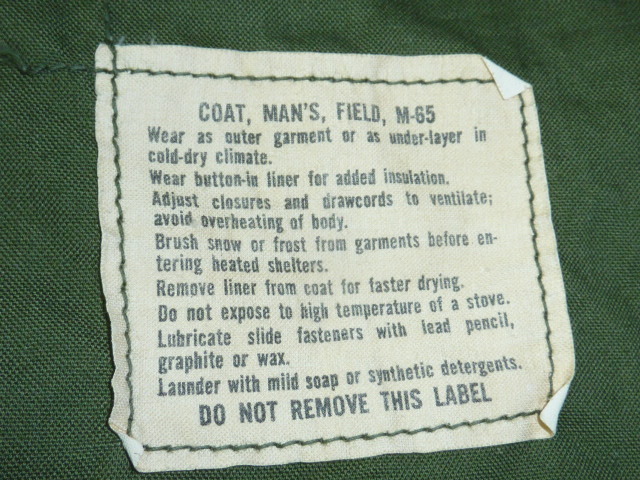 COAT, MAN'S, FIELD, M-65
Wear as outer garment or as under-layer in
cold-dry climate.
Wear button-in liner for added insulation.
Adjust closures and drawcords to ventilate;
avoid overheating of body.
Brush snow or frost from garments before en-
tering heated shelters.
Remove liner from coat for faster drying.
Do not expose to high temperature of a stove.
Lubricate slide fasteners with lead pencil,
graphite or wax.
Launder with mild soap or synthetic detergents.
DO NOT REMOVE THIS LABEL